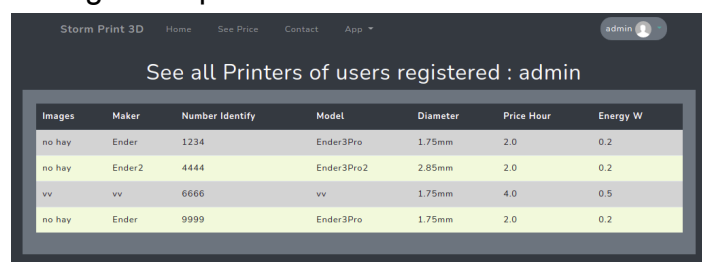 Storm Print 3D Home See Price Contact App admin
See all Printers of users registered : admin
Images Maker Number Identify Model Diameter Price Hour Energy W
no hay Ender 1234 Ender3Pro 1.75mm 2.0 0.2
no hay Ender2 4444 Ender3Pro2 2.85mm 2.0 0.2
vv vv 6666 vv 1.75mm 4.0 0.5
no hay Ender 9999 Ender3Pro 1.75mm 2.0 0.2